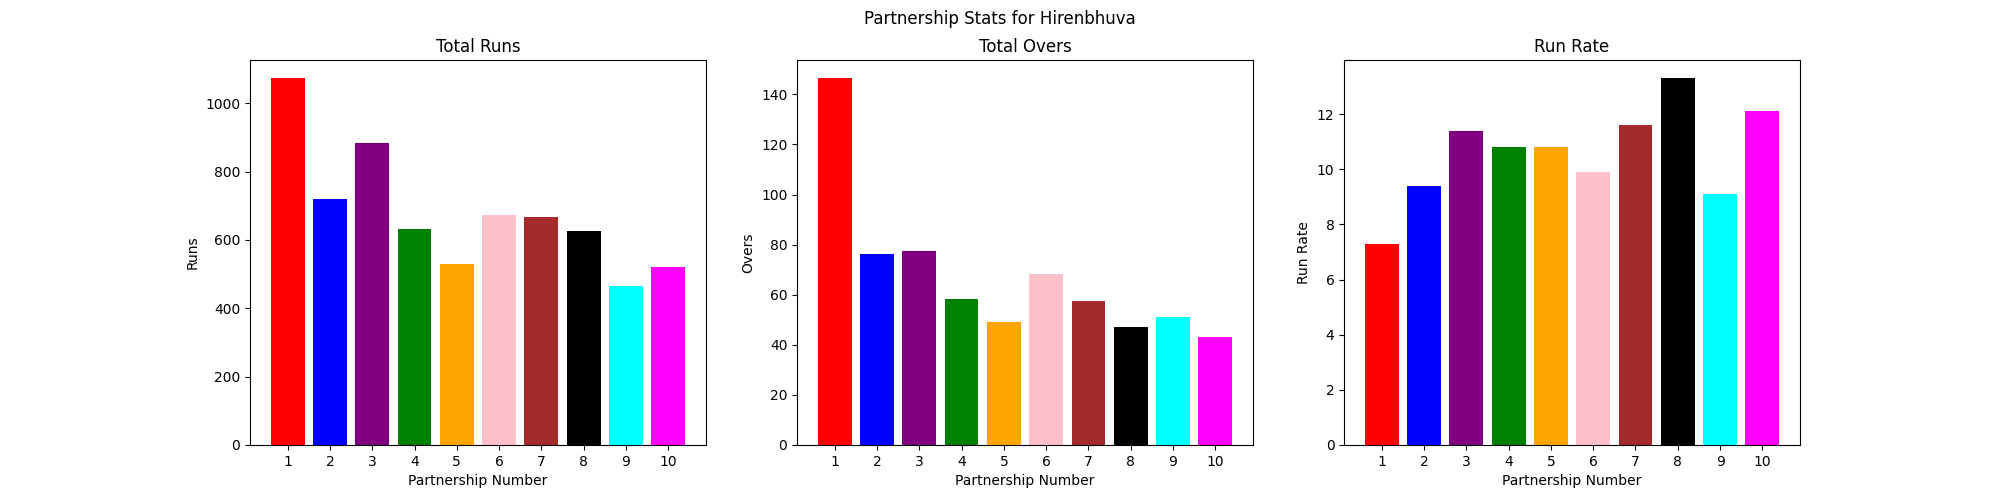 Partnership Stats for Hirenbhuva
Total Runs
Runs
1000
800
600
400
200
0
1 2 3 4 5 6 7 8 9 10
Partnership Number
Total Overs
Overs
140
120
100
80
60
40
20
0
1 2 3 4 5 6 7 8 9 10
Partnership Number
Run Rate
Run Rate
12
10
8
6
4
2
0
1 2 3 4 5 6 7 8 9 10
Partnership Number